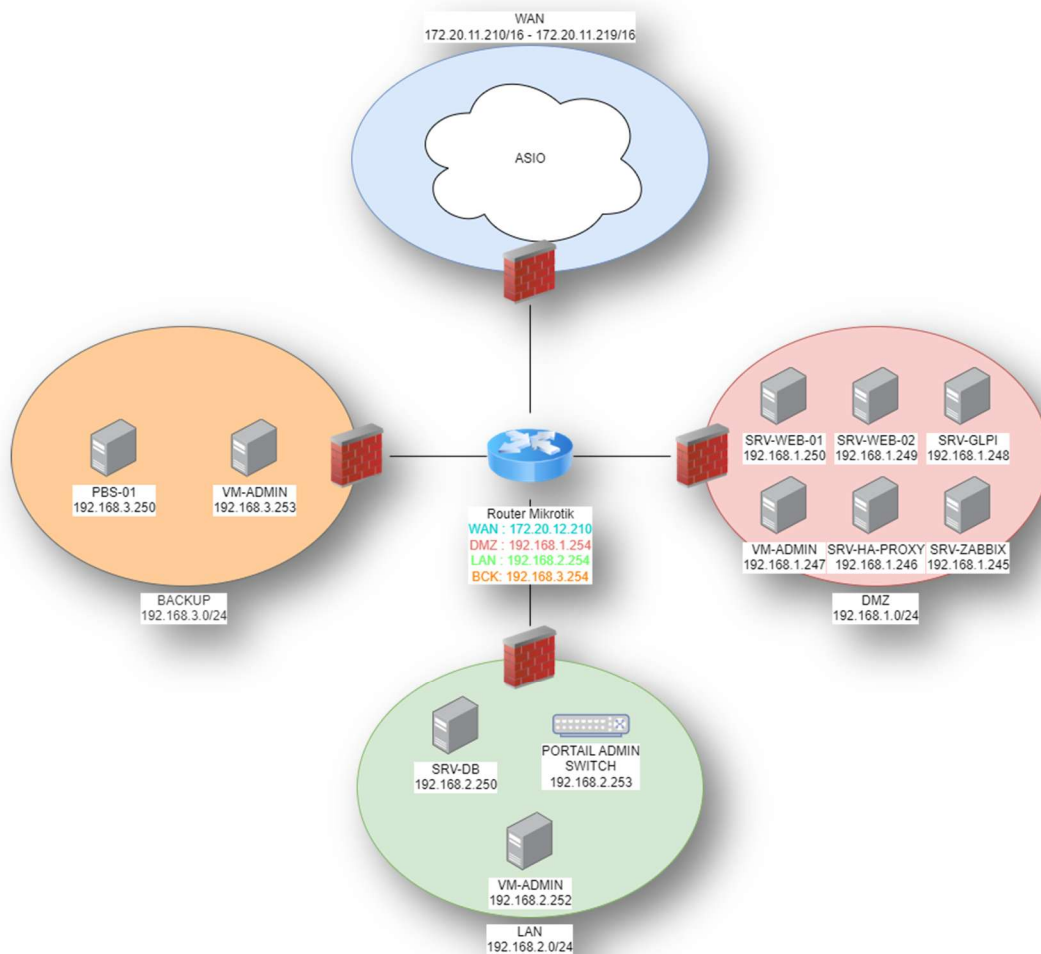 WAN
172.20.11.210/16 - 172.20.11.219/16
ASIO
SRV-WEB-01
192.168.1.250
SRV-WEB-02
192.168.1.249
SRV-GLPI
192.168.1.248
PBS-01
192.168.3.250
VM-ADMIN
192.168.3.253
Router Mikrotik
WAN : 172.20.12.210
DMZ : 192.168.1.254
LAN : 192.168.2.254
BCK: 192.168.3.254
VM-ADMIN
192.168.1.247
SRV-HA-PROXY
192.168.1.246
SRV-ZABBIX
192.168.1.245
BACKUP
192.168.3.0/24
DMZ
192.168.1.0/24
SRV-DB
192.168.2.250
PORTAIL ADMIN
SWITCH
192.168.2.253
VM-ADMIN
192.168.2.252
LAN
192.168.2.0/24